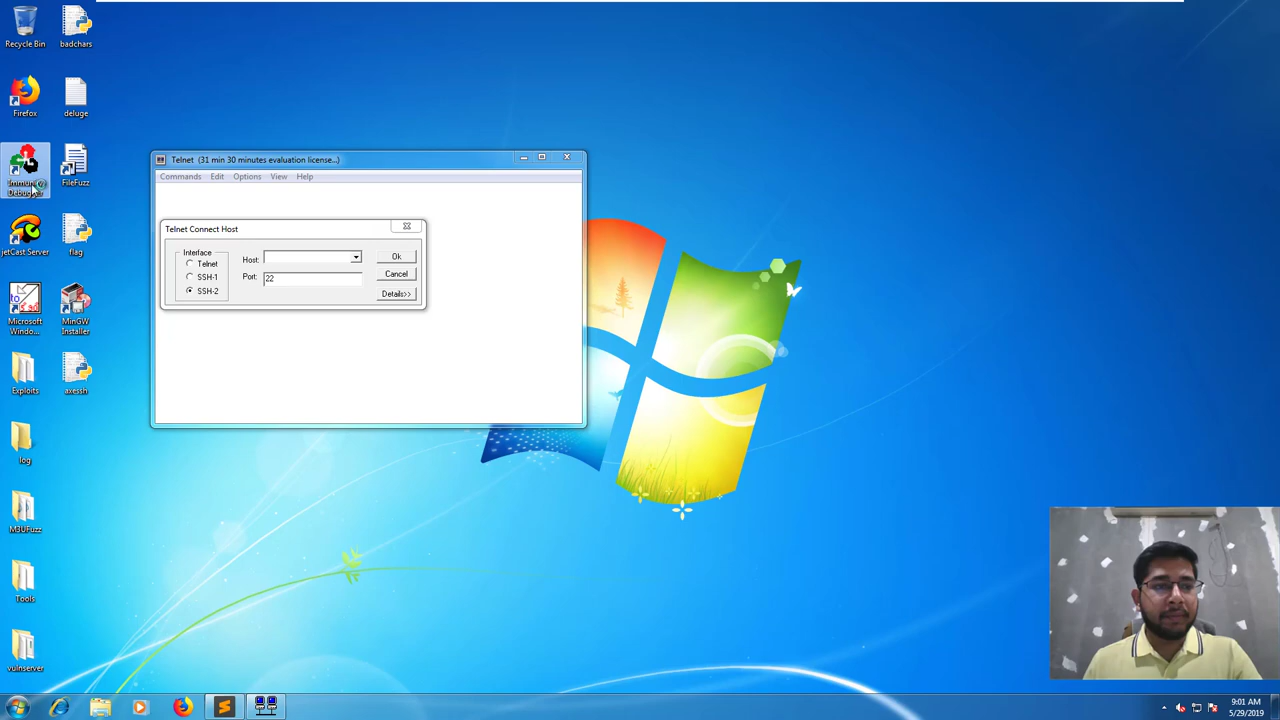 Recycle Bin
badchars
Firefox
deluge
Immunity
Debugger
FileFuzz
jetCast Server
flag
Microsoft
Windo...
MinGW
Installer
Exploits
axessh
log
M3UFuzz
Tools
vulnserver
Telnet (31 min 30 minutes evaluation license...)
Commands Edit Options View Help
Telnet Connect Host
Interface
Telnet
SSH-1
SSH-2
Host:
Port: 22
Ok
Cancel
Details>>
9:01 AM
5/29/2019